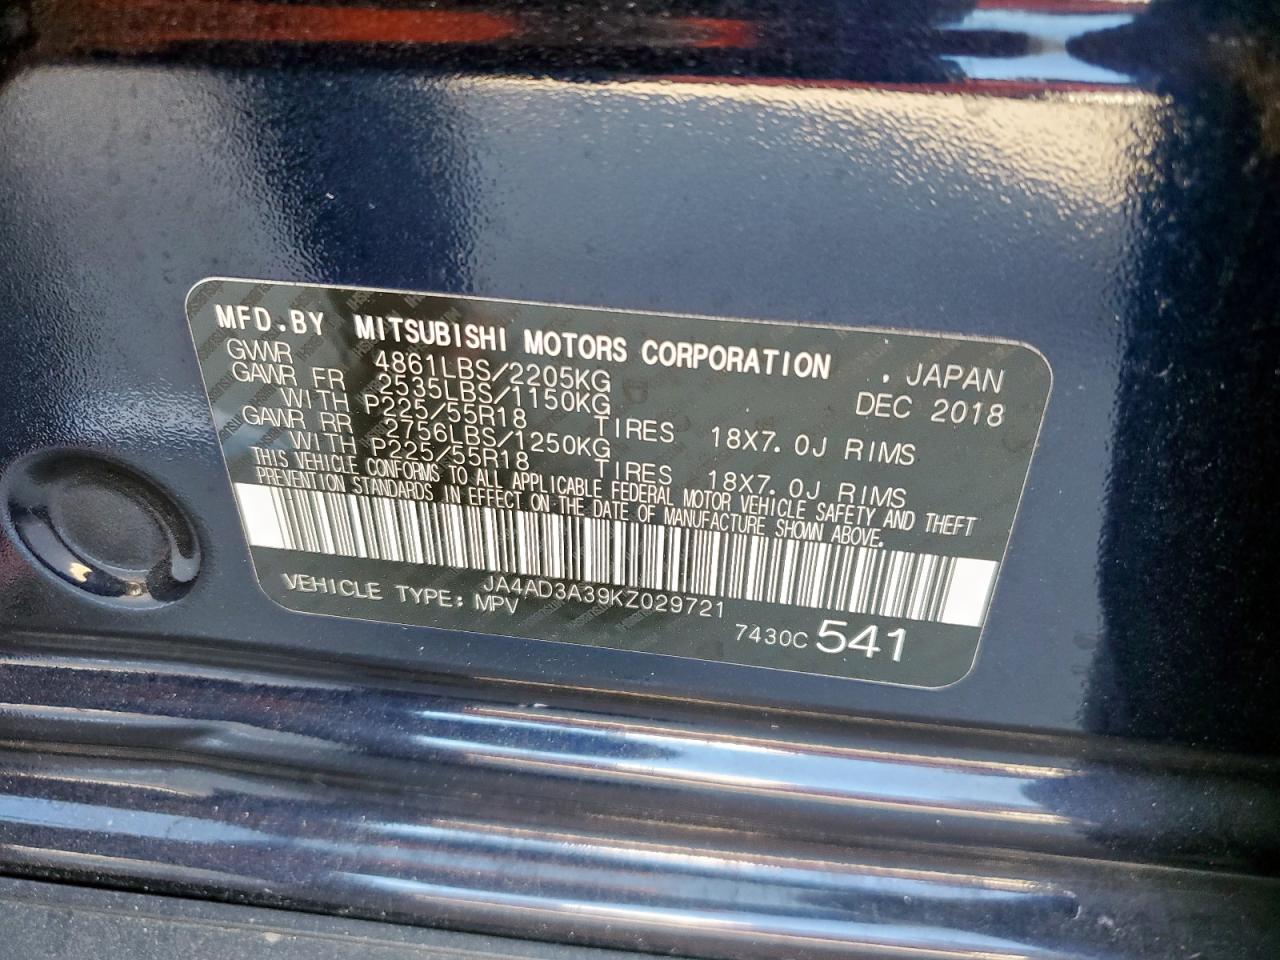 MFD.BY MITSUBISHI MOTORS CORPORATION . JAPAN
GVWR 4861LBS/2205KG DEC 2018
GAWR FR 2535LBS/1150KG
WITH P225/55R18 TIRES 18X7.0J RIMS
GAWR RR 2756LBS/1250KG
WITH P225/55R18 TIRES 18X7.0J RIMS
THIS VEHICLE CONFORMS TO ALL APPLICABLE FEDERAL MOTOR VEHICLE SAFETY AND THEFT
PREVENTION STANDARDS IN EFFECT ON THE DATE OF MANUFACTURE SHOWN ABOVE.
JA4AD3A39KZ029721
VEHICLE TYPE: MPV 7430C 541